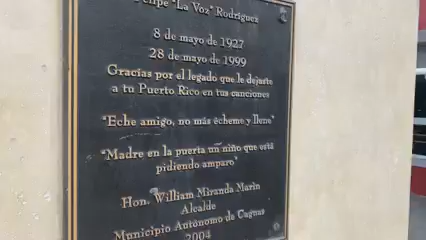 Felipe "La Voz" Rodríguez
8 de mayo de 1927
28 de mayo de 1999
Gracias por el legado que le dejaste
a tu Puerto Rico en tus canciones
"Eche amigo, no más écheme y llene"
"Madre en la puerta un niño que está
pidiendo amparo"
Hon. William Miranda Marín
Alcalde
Municipio Autónomo de Caguas
2004